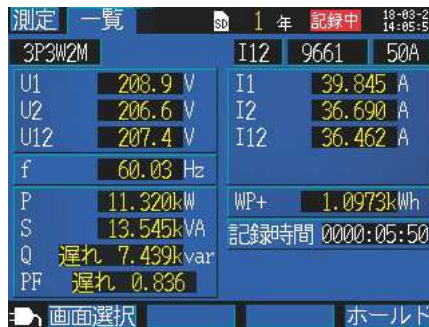 測定 一覧 SD 1 年 記録中 18-03-2
14:05:5
3P3W2M I12 9661 50A
U1 208.9 V I1 39.845 A
U2 206.6 V I2 36.690 A
U12 207.4 V I12 36.462 A
f 60.03 Hz
P 11.320kW WP+ 1.0973kWh
S 13.545kVA 記録時間 0000:05:50
Q 遅れ 7.439kvar
PF 遅れ 0.836
画面選択 ホールド